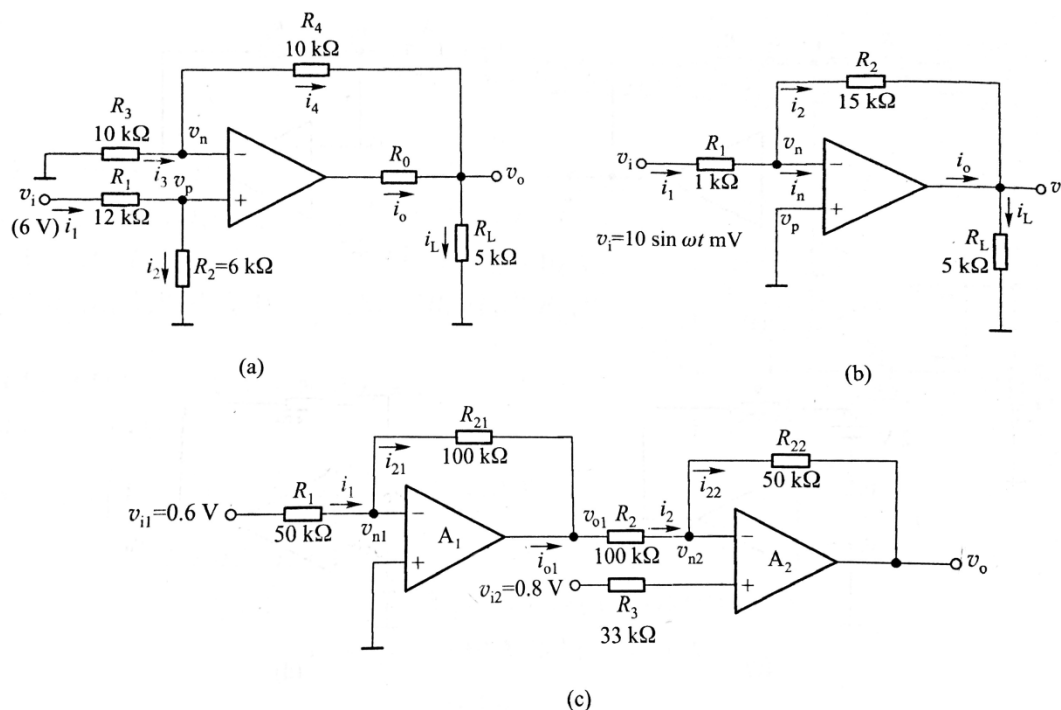 R4
10 kΩ
i4
R3
10 kΩ
vn
i3
vp
vi
R1
(6 V)
i1
12 kΩ
i2
R2=6 kΩ
R0
io
vo
iL
RL
5 kΩ
(a)
R2
15 kΩ
i2
vi
R1
1 kΩ
i1
vn
in
vp
io
v
iL
RL
5 kΩ
vi=10 sin ωt mV
(b)
R21
100 kΩ
i21
vi1=0.6 V
R1
50 kΩ
i1
vn1
A1
io1
vo1
R2
100 kΩ
i2
vn2
R22
50 kΩ
i22
A2
vo
vi2=0.8 V
R3
33 kΩ
(c)
−
+
−
+
−
+
−
+